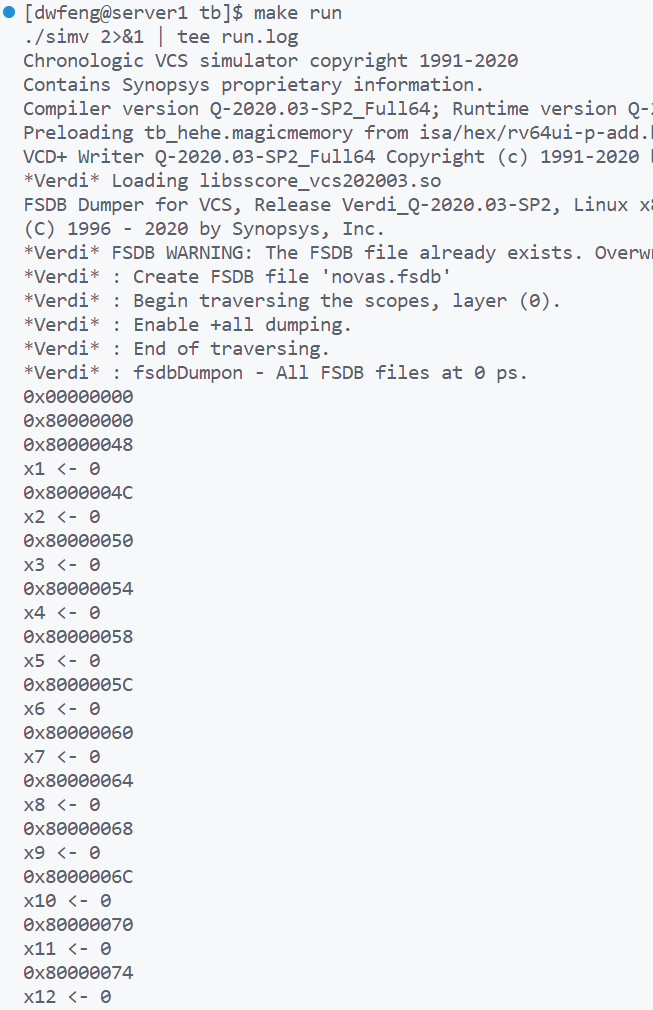 [dwfeng@server1 tb]$ make run
./simv 2>&1 | tee run.log
Chronologic VCS simulator copyright 1991-2020
Contains Synopsys proprietary information.
Compiler version Q-2020.03-SP2_Full64; Runtime version Q-
Preloading tb_hehe.magicmemory from isa/hex/rv64ui-p-add.
VCD+ Writer Q-2020.03-SP2_Full64 Copyright (c) 1991-2020
*Verdi* Loading libsscore_vcs202003.so
FSDB Dumper for VCS, Release Verdi_Q-2020.03-SP2, Linux
(C) 1996 - 2020 by Synopsys, Inc.
*Verdi* FSDB WARNING: The FSDB file already exists.
*Verdi* : Create FSDB file 'novas.fsdb'
*Verdi* : Begin traversing the scopes, layer (0).
*Verdi* : Enable +all dumping.
*Verdi* : End of traversing.
*Verdi* : fsdbDumpon - All FSDB files at 0 ps.
0x00000000
0x80000000
0x80000048
x1 <- 0
0x8000004C
x2 <- 0
0x80000050
x3 <- 0
0x80000054
x4 <- 0
0x80000058
x5 <- 0
0x8000005C
x6 <- 0
0x80000060
x7 <- 0
0x80000064
x8 <- 0
0x80000068
x9 <- 0
0x8000006C
x10 <- 0
0x80000070
x11 <- 0
0x80000074
x12 <- 0